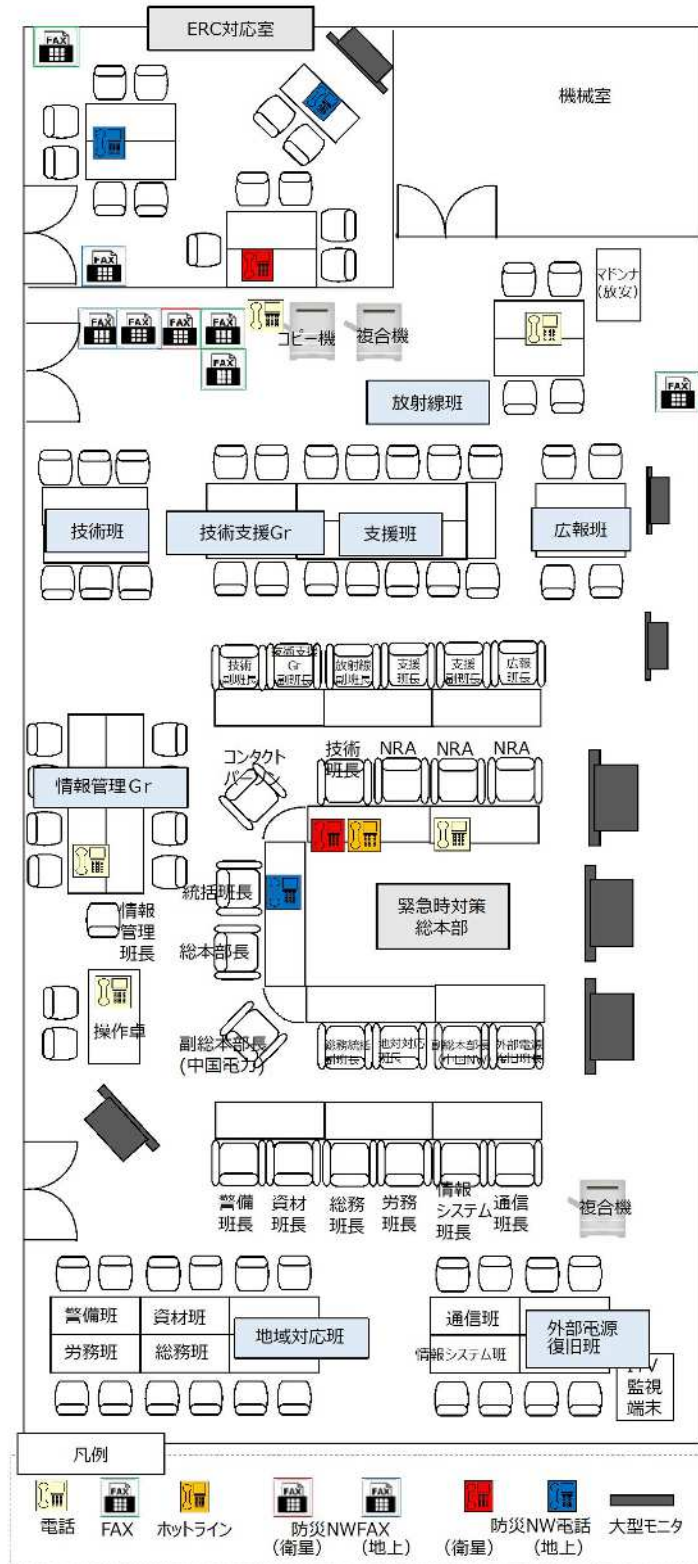 ERC対応室
FAX
機械室
FAX
マドンナ
(放安)
FAX
FAX
FAX
FAX
コピー機
複合機
FAX
FAX
放射線班
技術班
技術支援Gr
支援班
広報班
技術
副班長
技術支援
Gr
副班長
放射線
副班長
支援
班長
支援
副班長
広報
班長
コンタクト
パーソン
技術
班長
NRA
NRA
NRA
情報管理Gr
統括班長
緊急時対策
総本部
情報
管理
班長
総本部長
操作卓
副総本部長
(中国電力)
総務統括
副班長
地対対応
班長
副総本部長
(中国NW)
外部電源
復旧班長
警備
班長
資材
班長
総務
班長
労務
班長
情報
システム
班長
通信
班長
複合機
警備班
資材班
労務班
総務班
地域対応班
通信班
情報システム班
外部電源
復旧班
監視
端末
凡例
FAX
FAX
FAX
電話
FAX
ホットライン
防災NWFAX
(衛星)
(地上)
防災NW電話
(衛星)
(地上)
大型モニタ